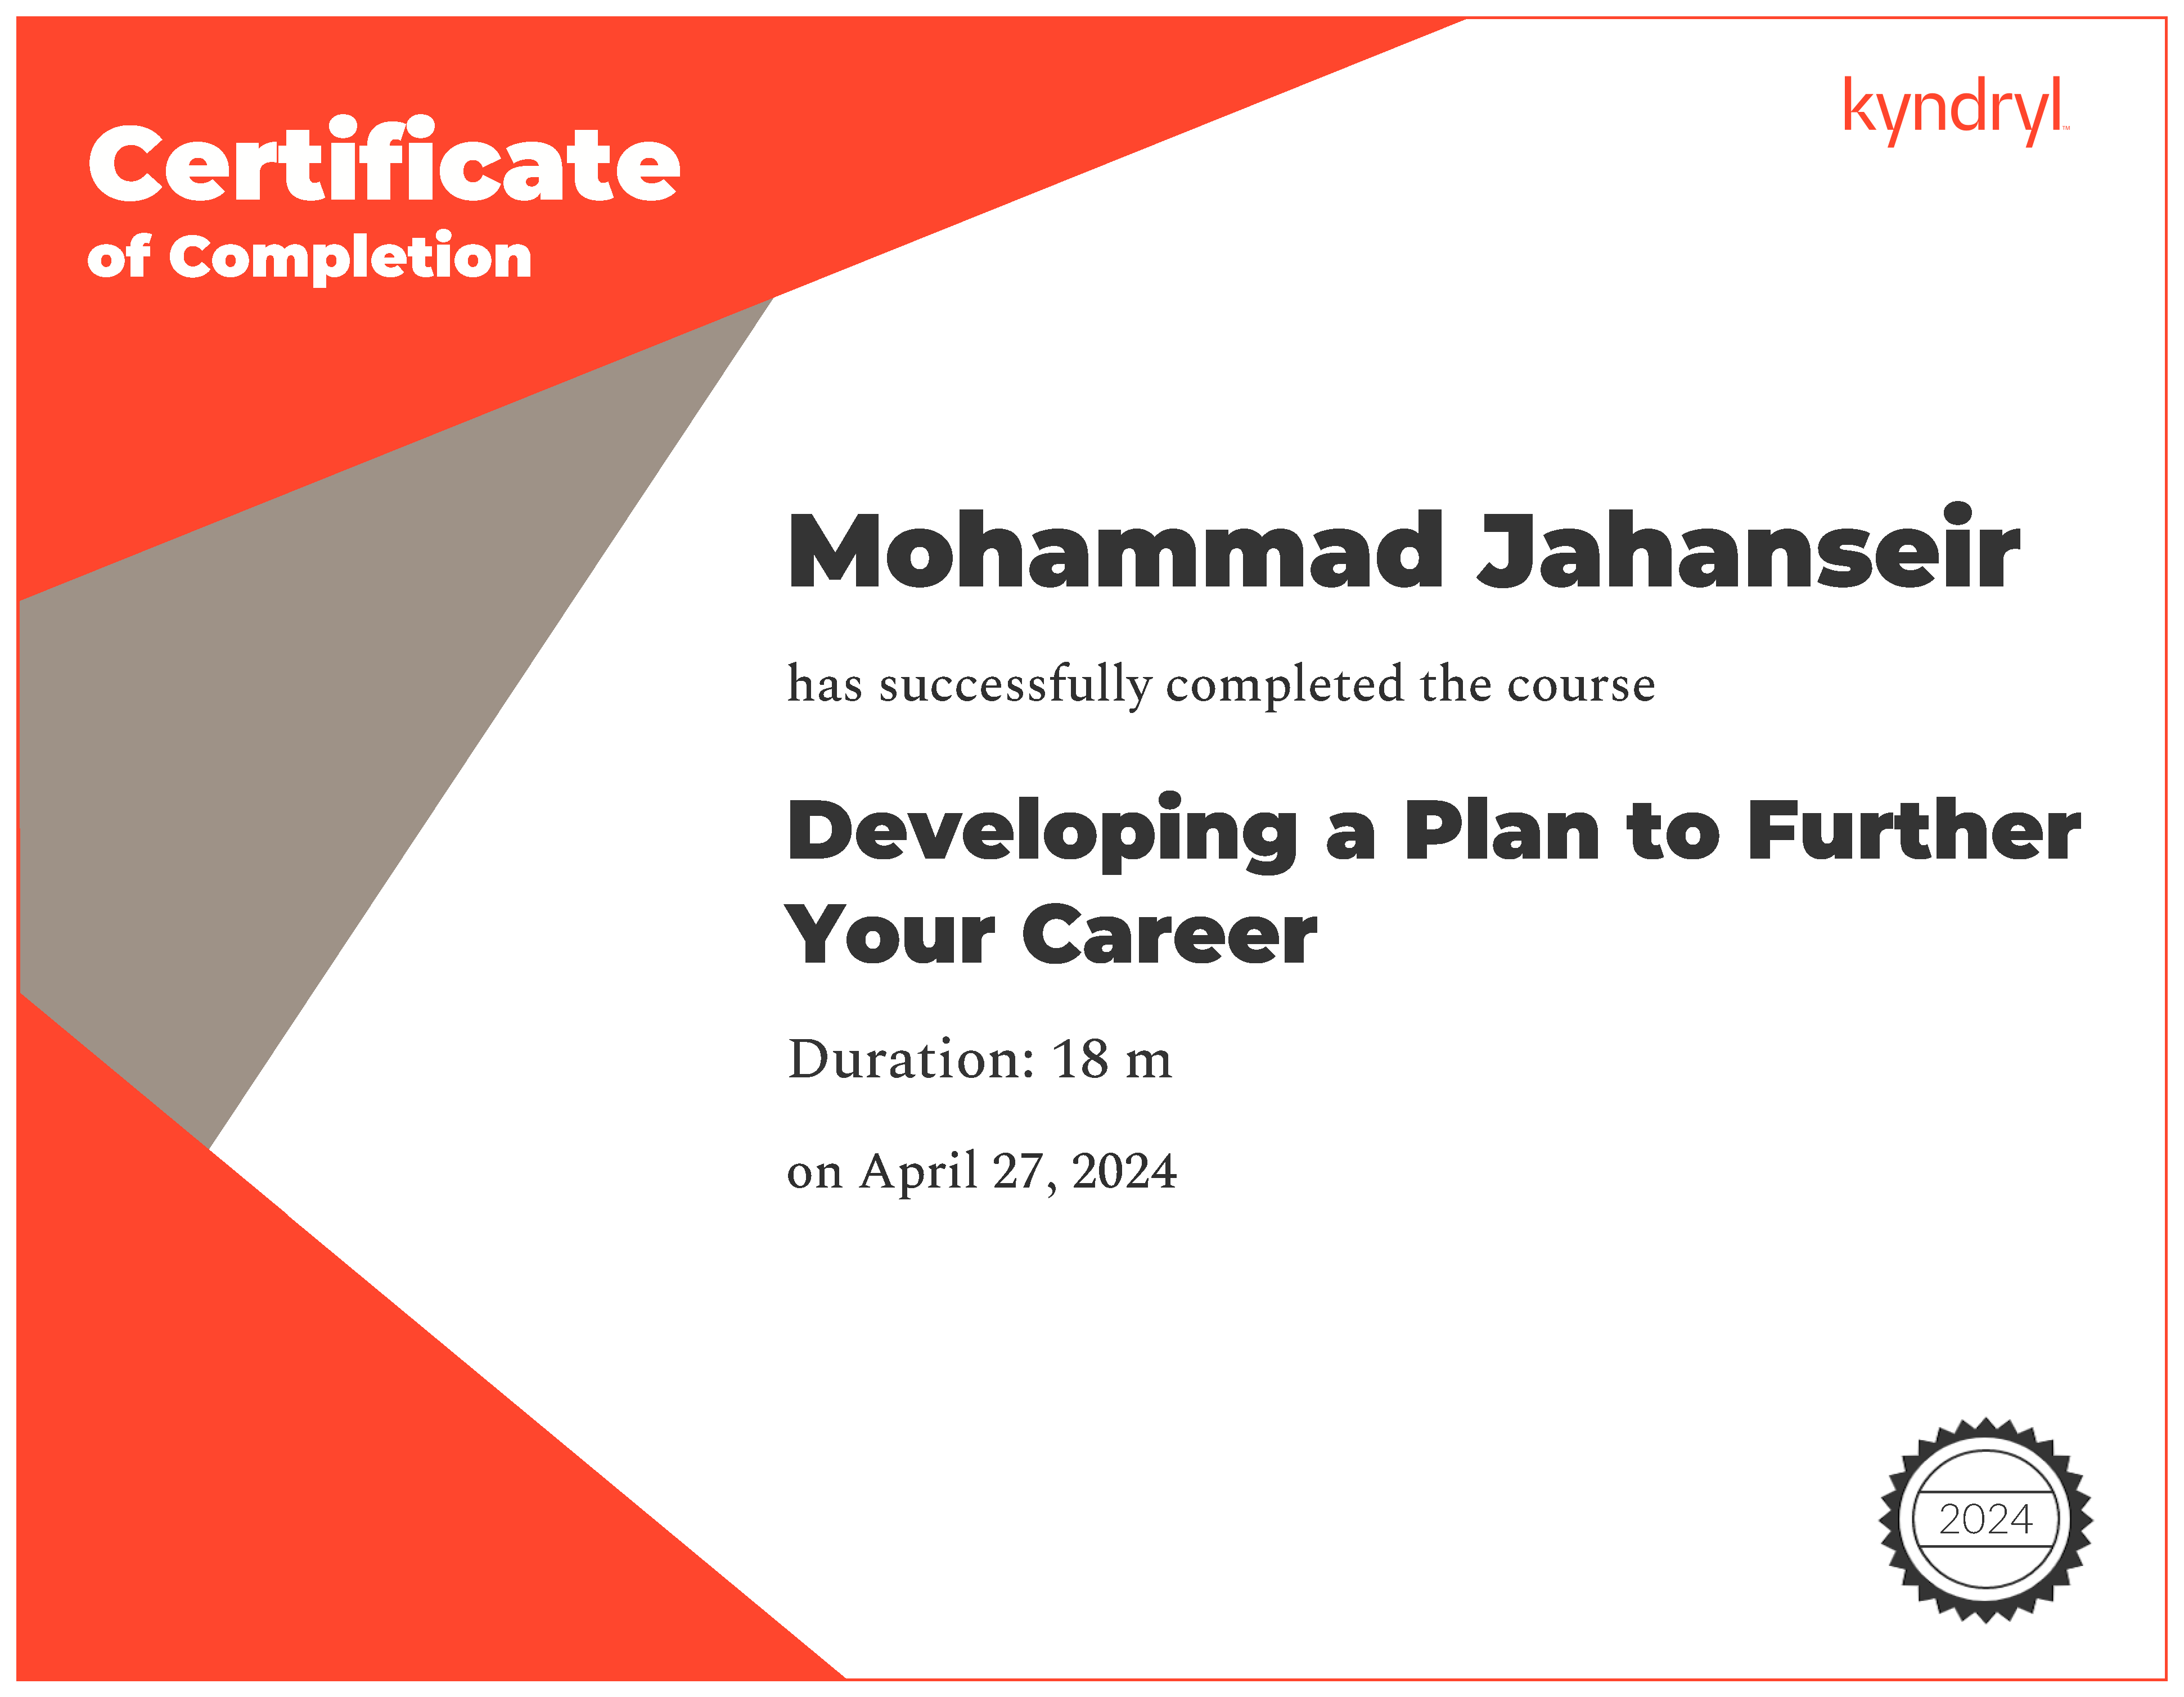 Certificate
of Completion
kyndryl™
Mohammad Jahanseir
has successfully completed the course
Developing a Plan to Further
Your Career
Duration: 18 m
on April 27, 2024
2024